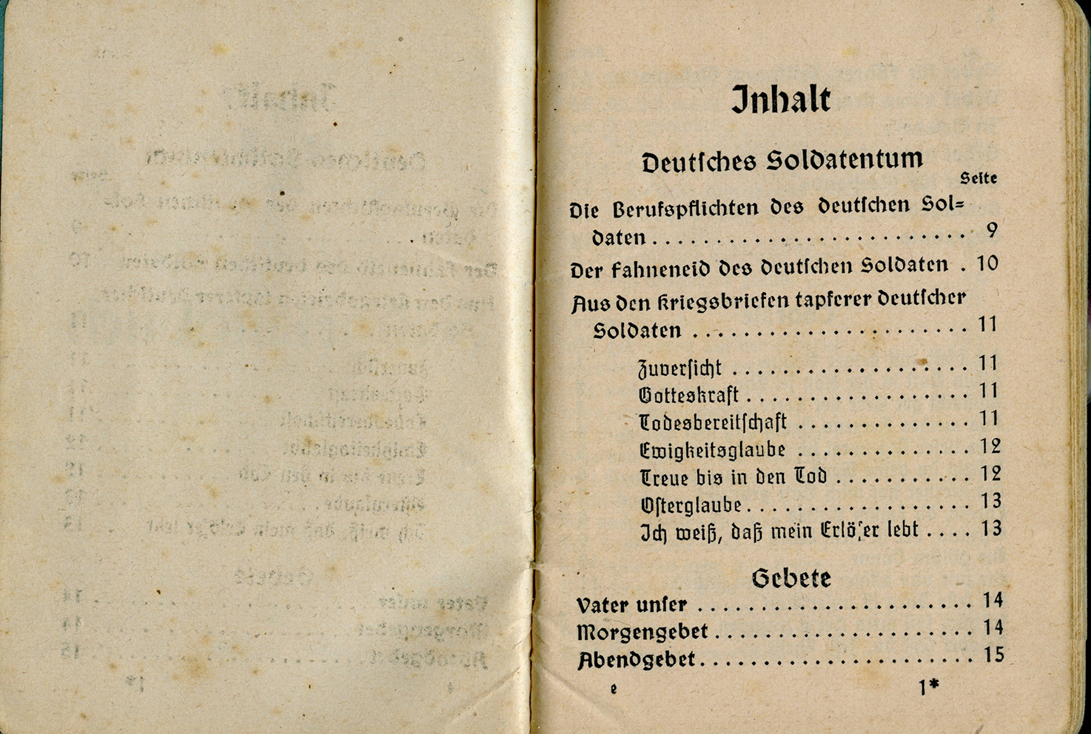 Inhalt
Deutsches Soldatentum
Seite
Die Berufspflichten des deutschen Sol=
daten . . . . . . . . . . . . . . . . . . . . . . . . . 9
Der Fahneneid des deutschen Soldaten . 10
Aus den Kriegsbriefen tapferer deutscher
Soldaten . . . . . . . . . . . . . . . . . . . . . . 11
Zuversicht . . . . . . . . . . . . . . . . . . . 11
Gotteskraft . . . . . . . . . . . . . . . . . . 11
Todesbereitschaft . . . . . . . . . . . . . 11
Ewigkeitsglaube . . . . . . . . . . . . . . 12
Treue bis in den Tod . . . . . . . . . . . 12
Osterglaube . . . . . . . . . . . . . . . . . . 13
Ich weiß, daß mein Erlöser lebt . . . . 13
Gebete
Vater unser . . . . . . . . . . . . . . . . . . . . . . 14
Morgengebet . . . . . . . . . . . . . . . . . . . . . 14
Abendgebet . . . . . . . . . . . . . . . . . . . . . . 15
e 1*